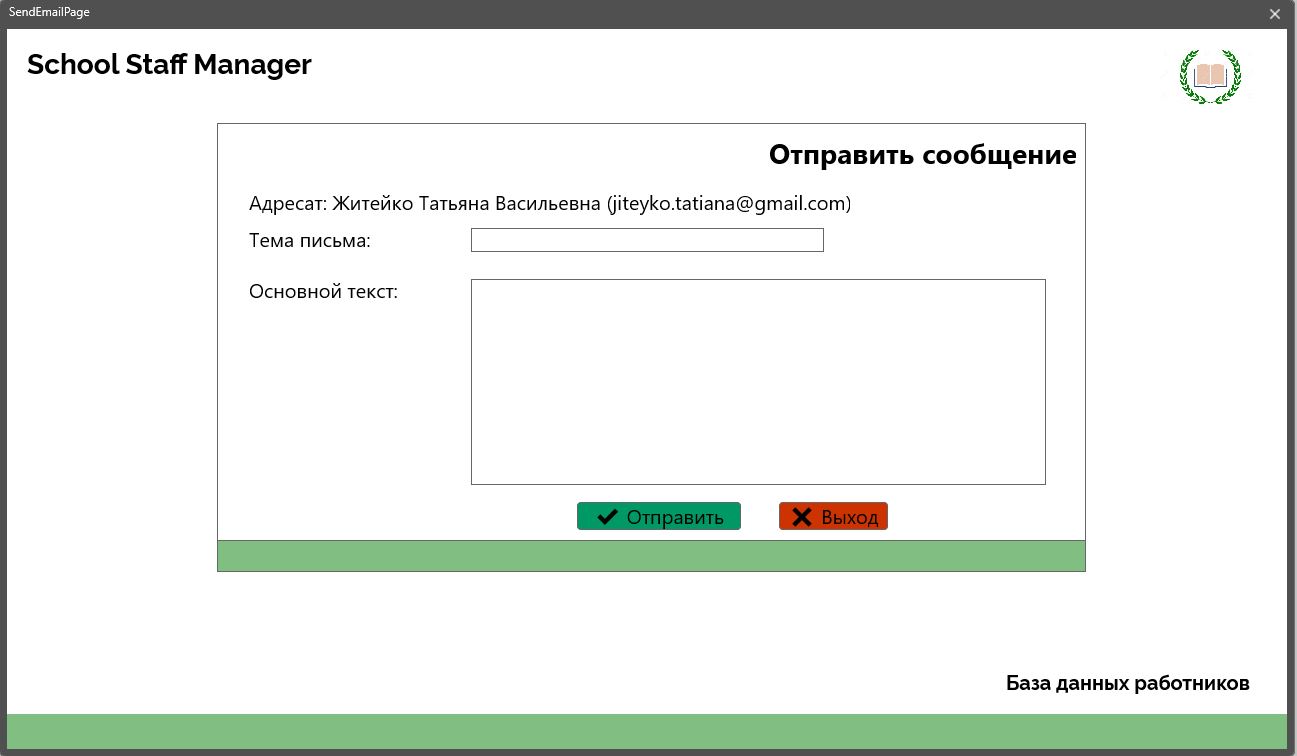 SendEmailPage
School Staff Manager
Отправить сообщение
Адресат: Житейко Татьяна Васильевна (jiteyko.tatiana@gmail.com)
Тема письма:
Основной текст:
Отправить
Выход
База данных работников